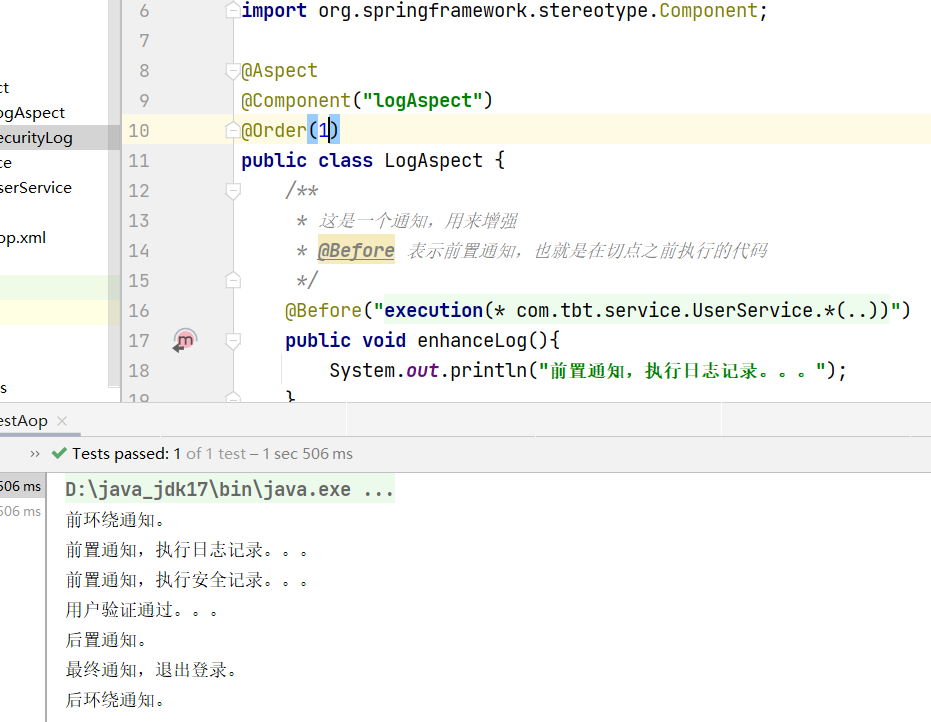 6 import org.springframework.stereotype.Component;
7
8 @Aspect
9 @Component("logAspect")
10 @Order(1)
11 public class LogAspect {
12 /**
13 * 这是一个通知，用来增强
14 * @Before 表示前置通知，也就是在切点之前执行的代码
15 */
16 @Before("execution(* com.tbt.service.UserService.*(..))")
17 public void enhanceLog(){
18 System.out.println("前置通知，执行日志记录。。。");
19 }
ct
ogAspect
ecurityLog
ce
serService
op.xml
s
estAop
Tests passed: 1 of 1 test – 1 sec 506 ms
506 ms
506 ms
D:\java_jdk17\bin\java.exe ...
前环绕通知。
前置通知，执行日志记录。。。
前置通知，执行安全记录。。。
用户验证通过。。。
后置通知。
最终通知，退出登录。
后环绕通知。